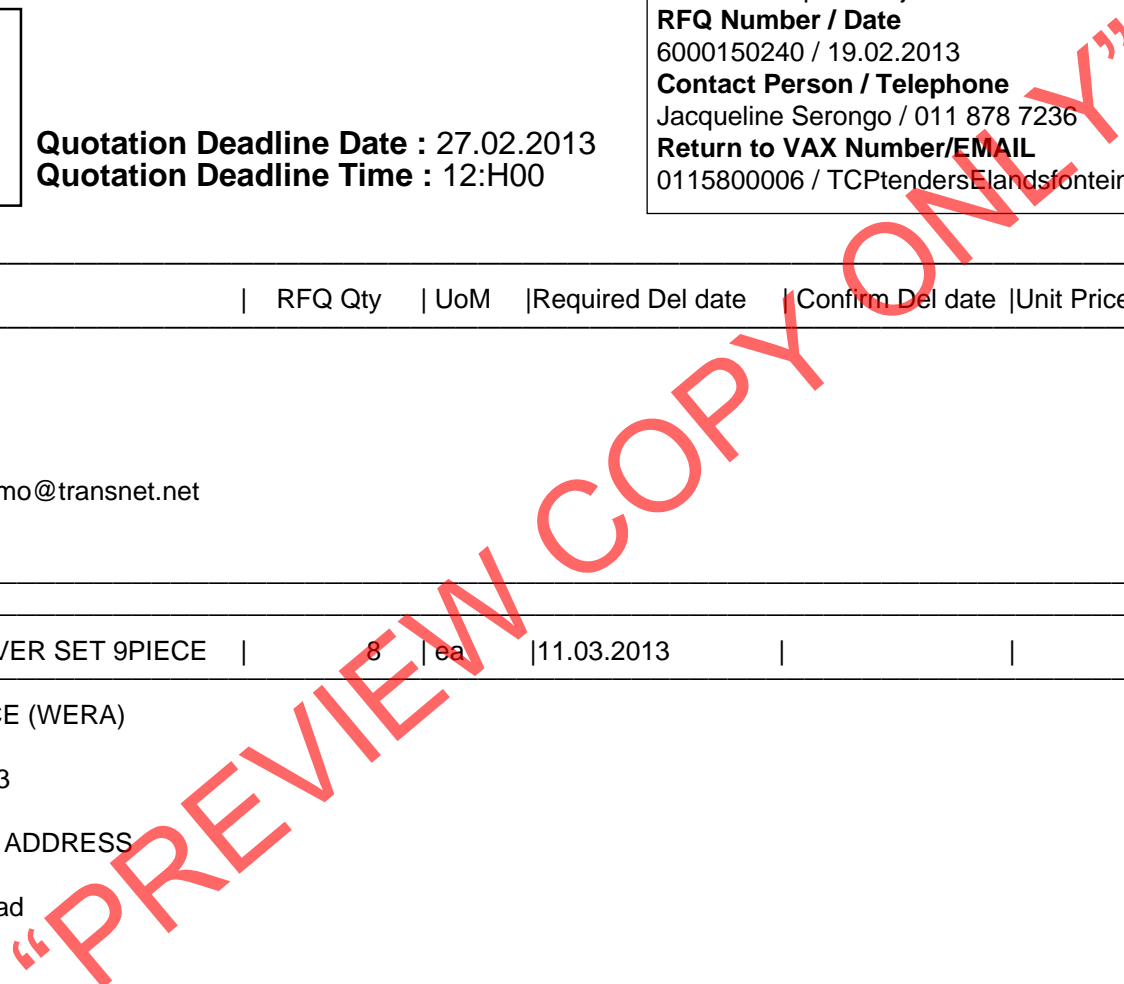 RFQ Number / Date
6000150240 / 19.02.2013
Contact Person / Telephone
Jacqueline Serongo / 011 878 7236
Return to VAX Number/EMAIL
0115800006 / TCPtendersElandsfontein
Quotation Deadline Date : 27.02.2013
Quotation Deadline Time : 12:H00
| RFQ Qty | UoM |Required Del date | Confirm Del date |Unit Price
mo@transnet.net
VER SET 9PIECE | 8 | ea |11.03.2013 | |
CE (WERA)
3
ADDRESS
ad
“PREVIEW COPY ONLY”